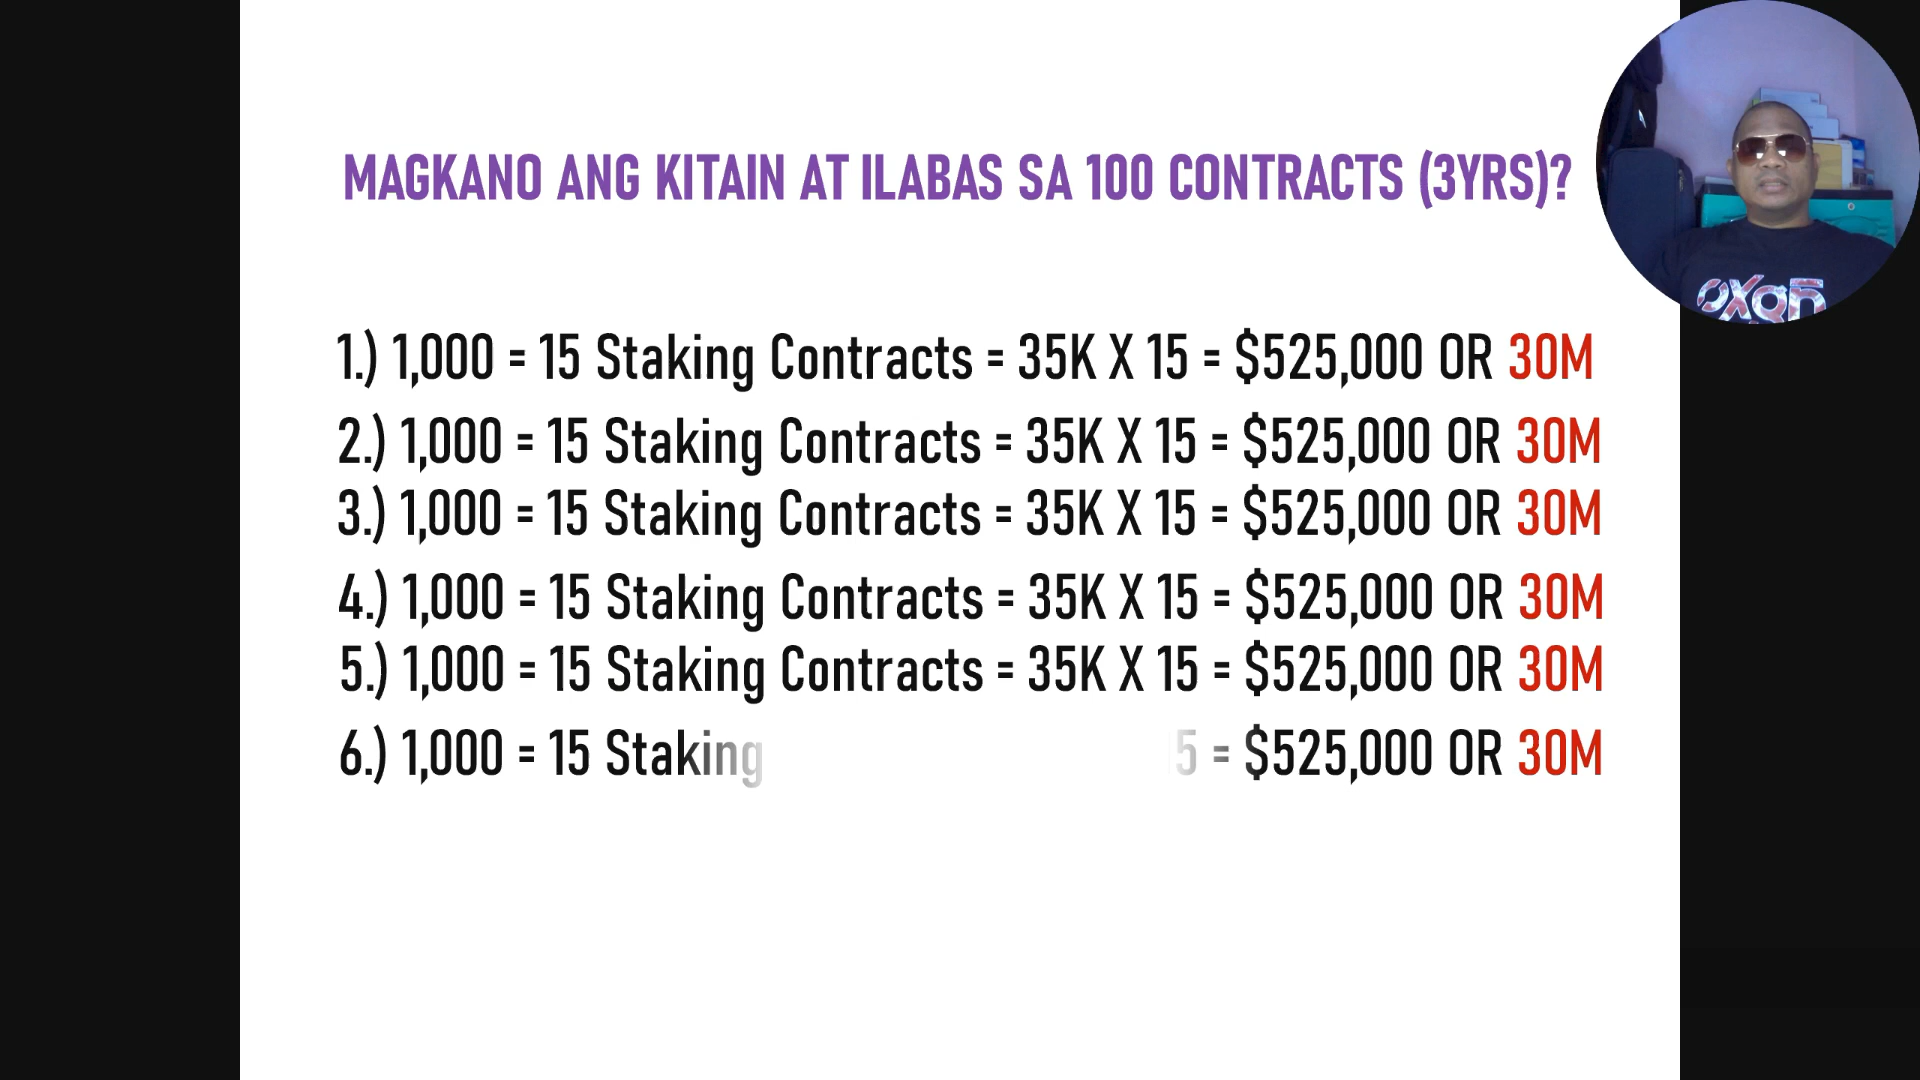 MAGKANO ANG KITAIN AT ILABAS SA 100 CONTRACTS (3YRS)?
1.) 1,000 = 15 Staking Contracts = 35K X 15 = $525,000 OR 30M
2.) 1,000 = 15 Staking Contracts = 35K X 15 = $525,000 OR 30M
3.) 1,000 = 15 Staking Contracts = 35K X 15 = $525,000 OR 30M
4.) 1,000 = 15 Staking Contracts = 35K X 15 = $525,000 OR 30M
5.) 1,000 = 15 Staking Contracts = 35K X 15 = $525,000 OR 30M
6.) 1,000 = 15 Staking 5 = $525,000 OR 30M